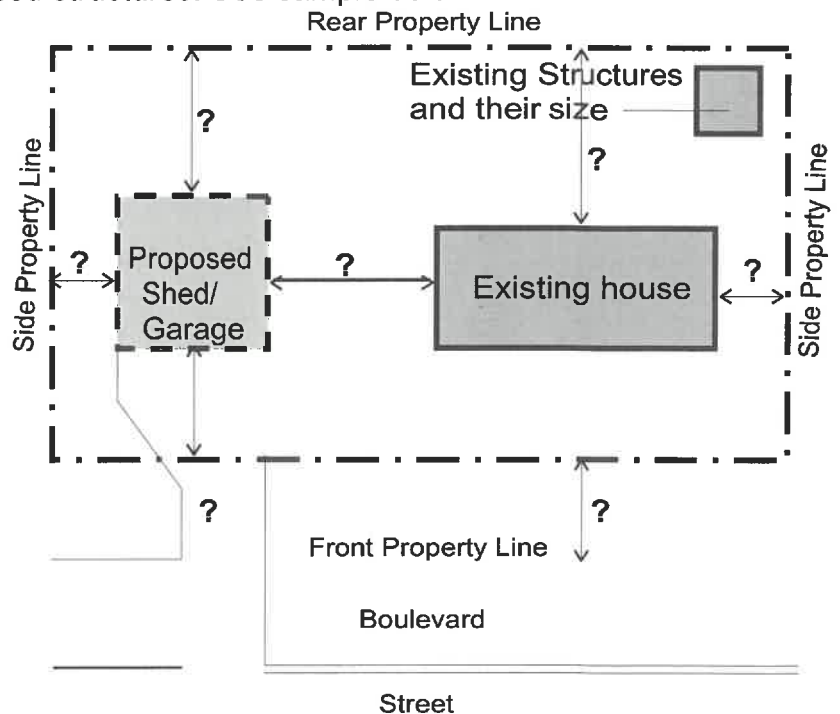 Rear Property Line
Existing Structures
and their size
?
?
Side Property Line
?
Proposed
Shed/
Garage
?
Existing house
?
Side Property Line
?
?
Front Property Line
Boulevard
Street